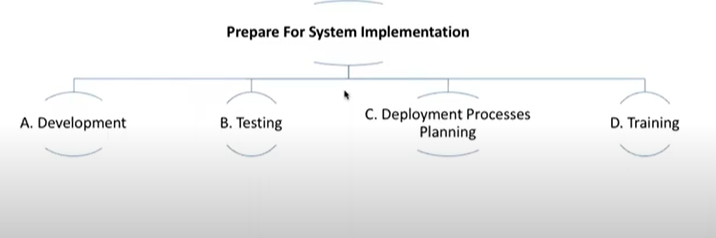 Prepare For System Implementation
A. Development
B. Testing
C. Deployment Processes
Planning
D. Training